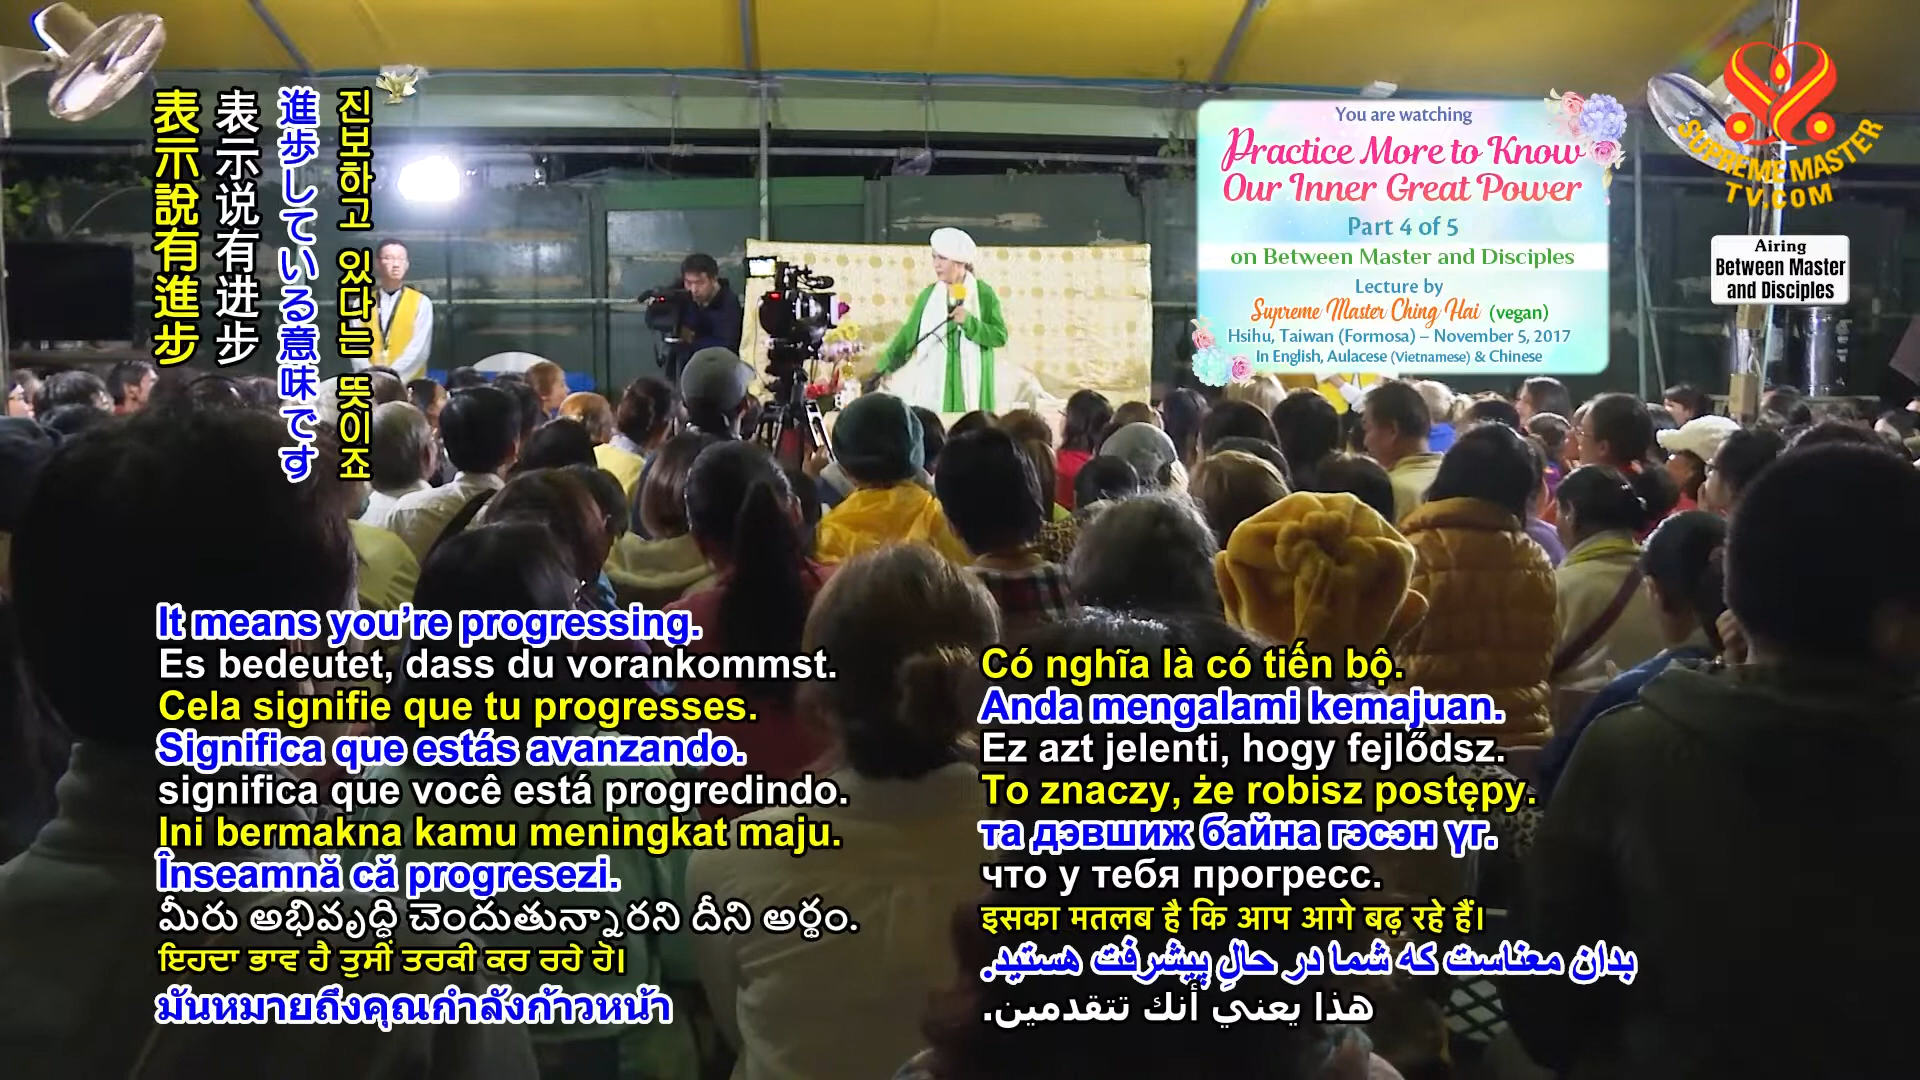 表示說有進步
表示说有进步
進歩している意味です
진보하고 있다는 뜻이죠
You are watching
Practice More to Know
Our Inner Great Power
Part 4 of 5
on Between Master and Disciples
Lecture by
Supreme Master Ching Hai (vegan)
Hsihu, Taiwan (Formosa) – November 5, 2017
In English, Aulacese (Vietnamese) & Chinese
SUPREME MASTER
TV.COM
Airing
Between Master
and Disciples
It means you’re progressing.
Es bedeutet, dass du vorankommst.
Cela signifie que tu progresses.
Significa que estás avanzando.
significa que você está progredindo.
Ini bermakna kamu meningkat maju.
Înseamnă că progresezi.
మీరు అభివృద్ధి చెందుతున్నారని దీని అర్థం.
ਇਹਦਾ ਭਾਵ ਹੈ ਤੁਸੀਂ ਤਰਕੀ ਕਰ ਰਹੇ ਹੋ।
มันหมายถึงคุณกำลังก้าวหน้า
Có nghĩa là có tiến bộ.
Anda mengalami kemajuan.
Ez azt jelenti, hogy fejlődsz.
To znaczy, że robisz postępy.
та дэвшиж байна гэсэн үг.
что у тебя прогресс.
इसका मतलब है कि आप आगे बढ़ रहे हैं।
بدان معناست که شما در حالِ پیشرفت هستید.
هذا يعني أنك تتقدمين.